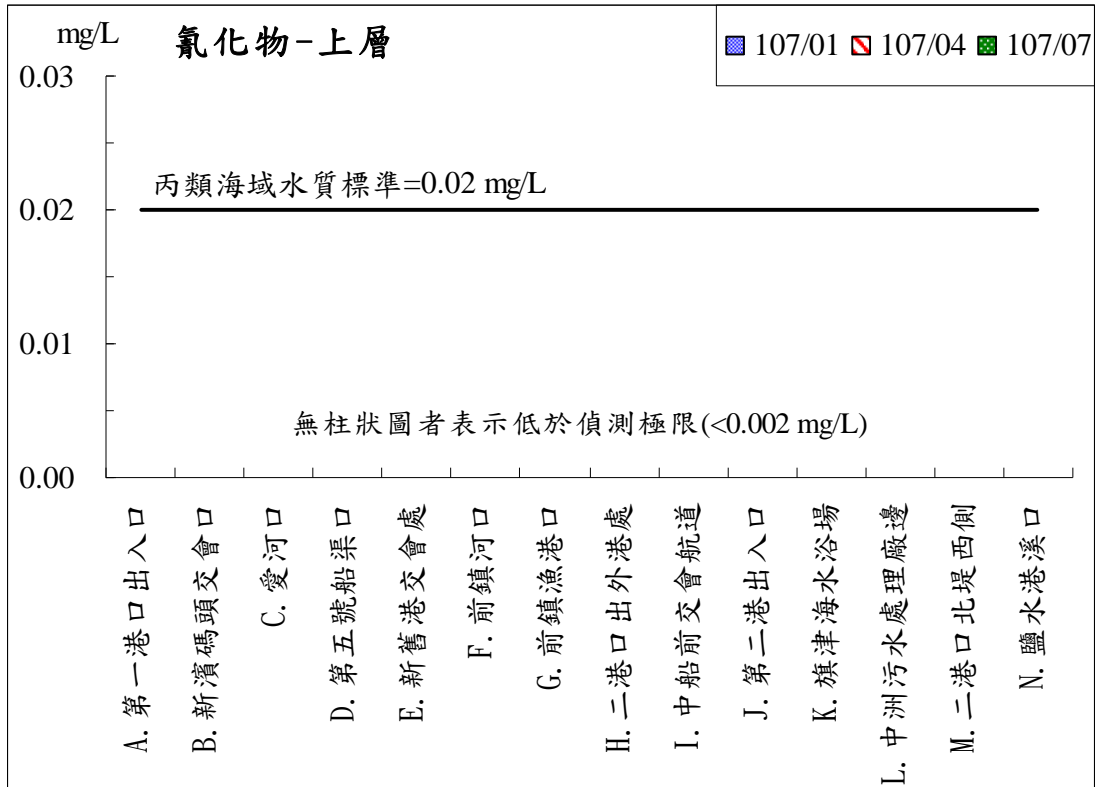 mg/L 氰化物-上層
107/01 107/04 107/07
0.03
丙類海域水質標準=0.02 mg/L
0.02
0.01
無柱狀圖者表示低於偵測極限(<0.002 mg/L)
0.00
A. 第一港口出入口
B. 新濱碼頭交會口
C. 愛河口
D. 第五號船渠口
E. 新舊港交會處
F. 前鎮河口
G. 前鎮漁港口
H. 二港口出外港處
I. 中船前交會航道
J. 第二港出入口
K. 旗津海水浴場
L. 中洲污水處理廠邊
M. 二港口北堤西側
N. 鹽水港溪口